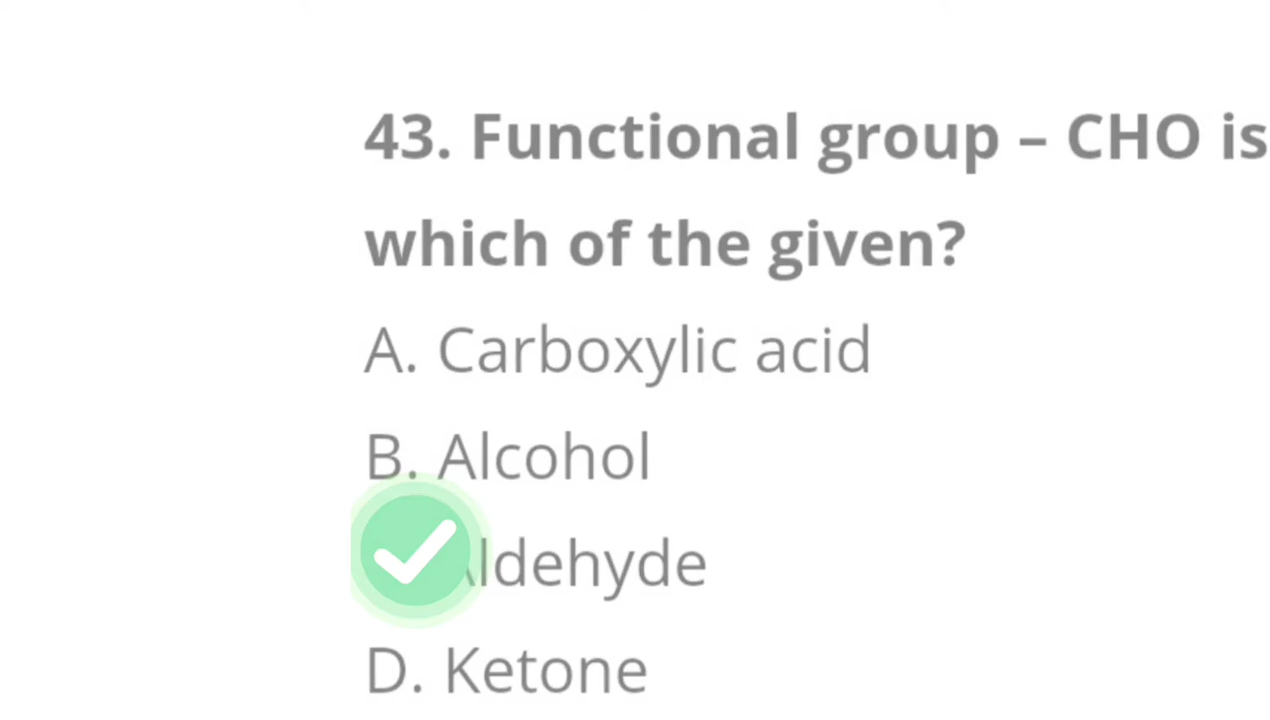 43. Functional group – CHO is
which of the given?
A. Carboxylic acid
B. Alcohol
Aldehyde
D. Ketone